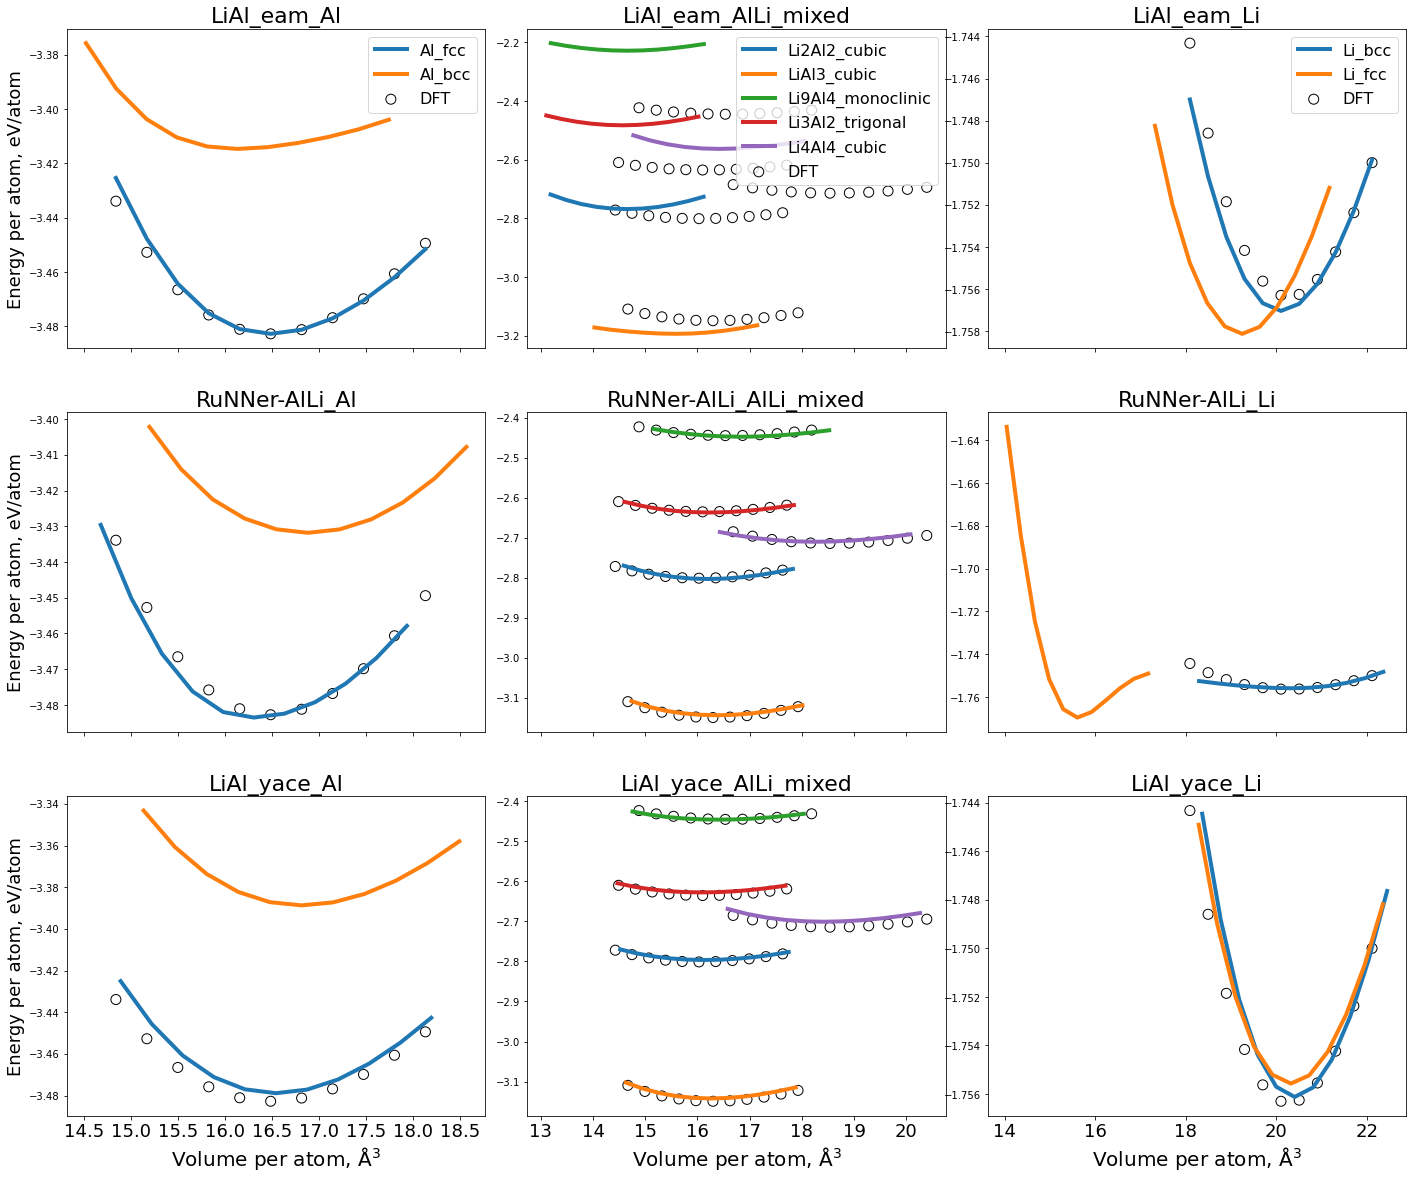 LiAl_eam_Al
LiAl_eam_AlLi_mixed
LiAl_eam_Li
Energy per atom, eV/atom
−3.38
−3.40
−3.42
−3.44
−3.46
−3.48
Al_fcc
Al_bcc
DFT
−2.2
−2.4
−2.6
−2.8
−3.0
−3.2
Li2Al2_cubic
LiAl3_cubic
Li9Al4_monoclinic
Li3Al2_trigonal
Li4Al4_cubic
DFT
−1.744
−1.746
−1.748
−1.750
−1.752
−1.754
−1.756
−1.758
Li_bcc
Li_fcc
DFT
RuNNer-AlLi_Al
RuNNer-AlLi_AlLi_mixed
RuNNer-AlLi_Li
Energy per atom, eV/atom
−3.40
−3.41
−3.42
−3.43
−3.44
−3.45
−3.46
−3.47
−3.48
−2.4
−2.5
−2.6
−2.7
−2.8
−2.9
−3.0
−3.1
−1.64
−1.66
−1.68
−1.70
−1.72
−1.74
−1.76
LiAl_yace_Al
LiAl_yace_AlLi_mixed
LiAl_yace_Li
Energy per atom, eV/atom
−3.34
−3.36
−3.38
−3.40
−3.42
−3.44
−3.46
−3.48
−2.4
−2.5
−2.6
−2.7
−2.8
−2.9
−3.0
−3.1
−1.744
−1.746
−1.748
−1.750
−1.752
−1.754
−1.756
14.5 15.0 15.5 16.0 16.5 17.0 17.5 18.0 18.5
13 14 15 16 17 18 19 20
14 16 18 20 22
Volume per atom, Å³
Volume per atom, Å³
Volume per atom, Å³